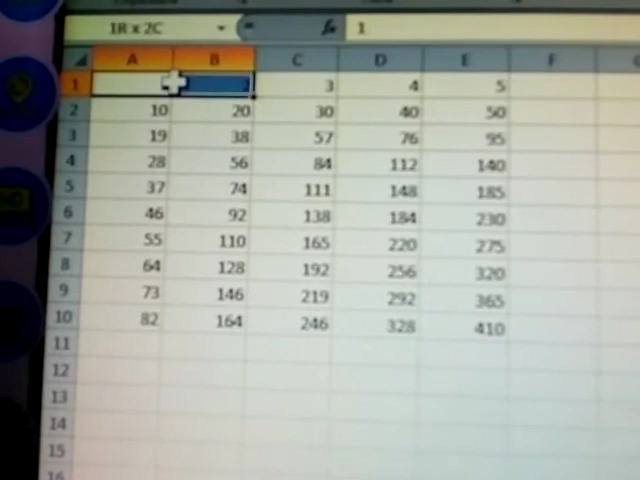 1R x 2C fx 1
A B C D E F
1 3 4 5
2 10 20 30 40 50
3 19 38 57 76 95
4 28 56 84 112 140
5 37 74 111 148 185
6 46 92 138 184 230
7 55 110 165 220 275
8 64 128 192 256 320
9 73 146 219 292 365
10 82 164 246 328 410
11
12
13
14
15
16